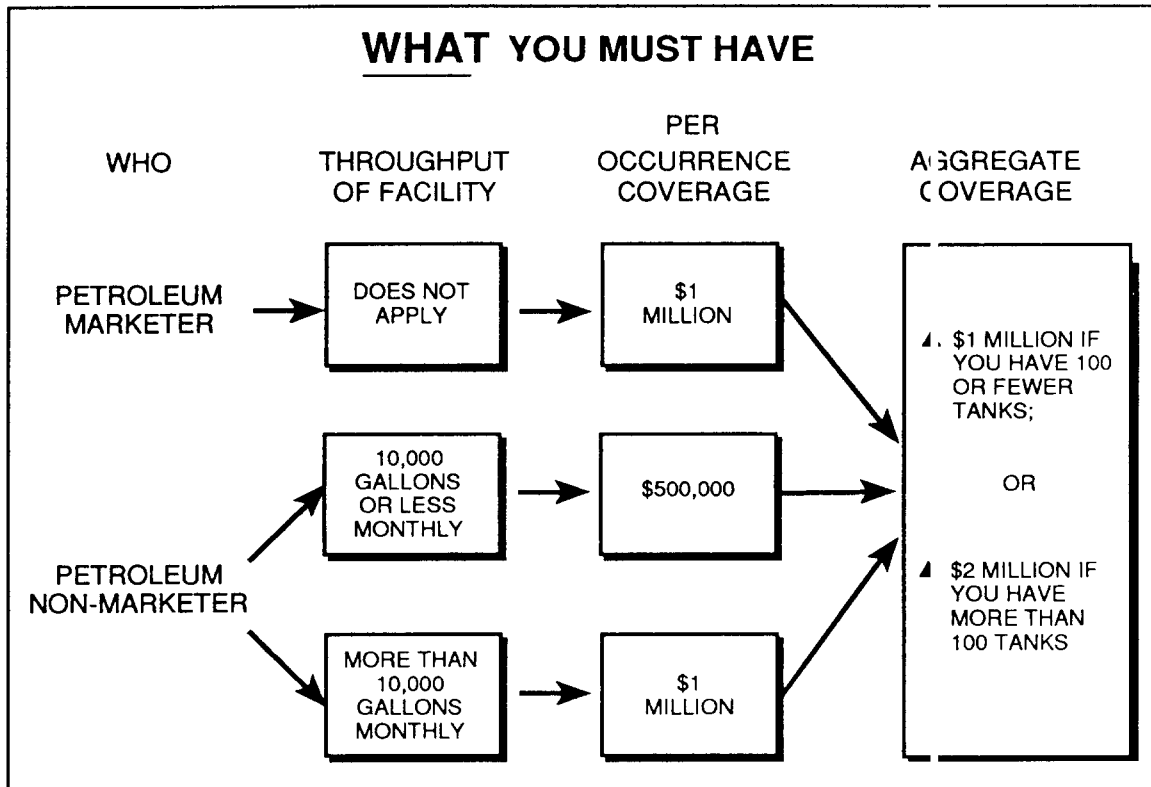 WHAT YOU MUST HAVE
WHO
THROUGHPUT
OF FACILITY
PER
OCCURRENCE
COVERAGE
AGGREGATE
COVERAGE
PETROLEUM
MARKETER
DOES NOT
APPLY
$1
MILLION
PETROLEUM
NON-MARKETER
10,000
GALLONS
OR LESS
MONTHLY
$500,000
MORE THAN
10,000
GALLONS
MONTHLY
$1
MILLION
$1 MILLION IF
YOU HAVE 100
OR FEWER
TANKS;
OR
$2 MILLION IF
YOU HAVE
MORE THAN
100 TANKS